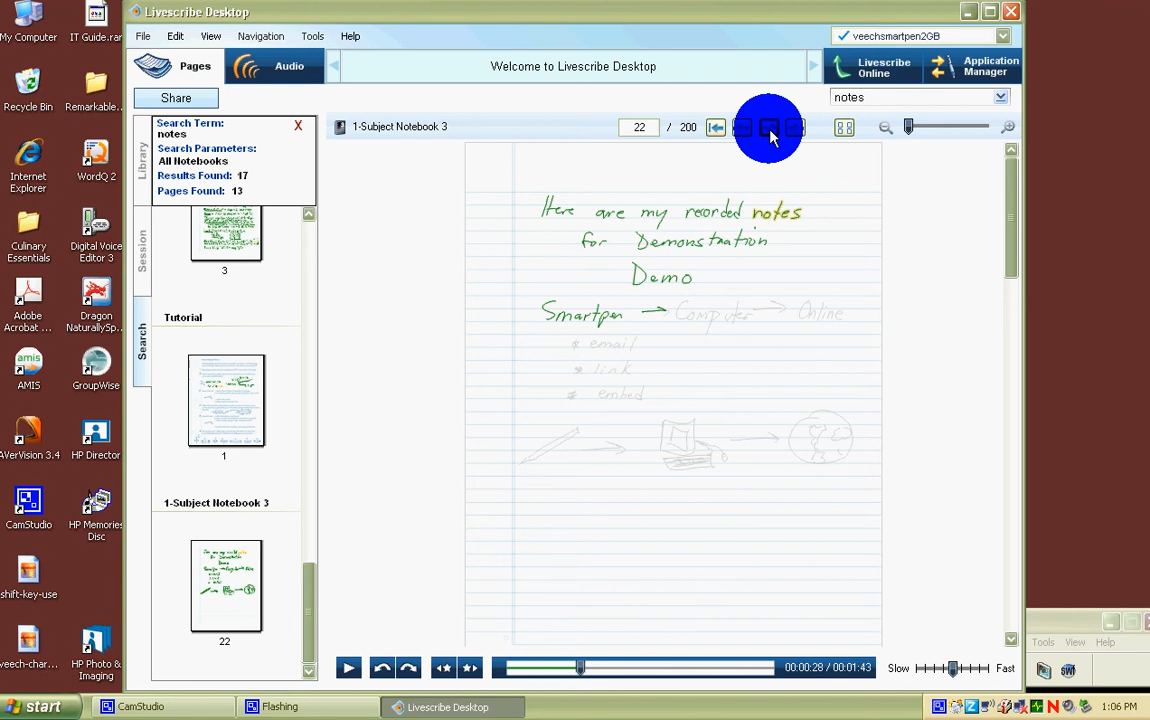 My Computer
IT Guide.rar
Recycle Bin
Remarkable...
Internet
Explorer
WordQ 2
Culinary
Essentials
Digital Voice
Editor 3
Adobe
Acrobat ...
Dragon
NaturallySp...
AMIS
GroupWise
AVerVision 3.4
HP Director
CamStudio
HP Memories
Disc
shift-key-use
veech-char...
HP Photo &
Imaging
Livescribe Desktop
File Edit View Navigation Tools Help
veechsmartpen2GB
Pages
Audio
Welcome to Livescribe Desktop
Livescribe
Online
Application
Manager
Share
notes
Search Term:
notes
X
Search Parameters:
All Notebooks
Results Found: 17
Pages Found: 13
Library
Session
Search
3
Tutorial
1
1-Subject Notebook 3
22
1-Subject Notebook 3
22 / 200
Here are my recorded notes
for Demonstration
Demo
Smartpen → Computer → Online
* email
* link
* embed
00:00:28 / 00:01:43
Slow
Fast
Tools View Help
start
CamStudio
Flashing
Livescribe Desktop
1:06 PM